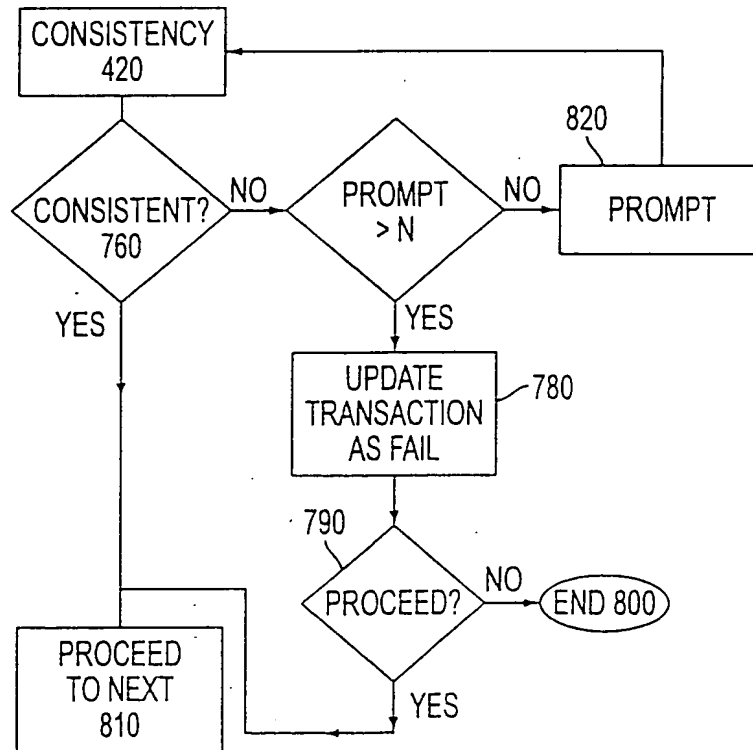 CONSISTENCY
420
820
CONSISTENT?
760
NO
PROMPT
> N
NO
PROMPT
YES
YES
UPDATE
TRANSACTION
AS FAIL
780
790
PROCEED?
NO
END 800
PROCEED
TO NEXT
810
YES